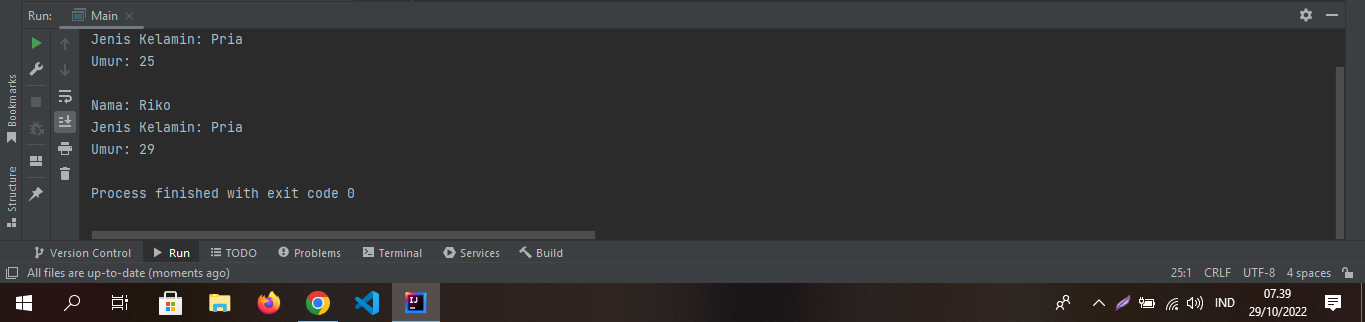 Run: Main
Jenis Kelamin: Pria
Umur: 25
Nama: Riko
Jenis Kelamin: Pria
Umur: 29
Process finished with exit code 0
Bookmarks
Structure
Version Control Run TODO Problems Terminal Services Build
All files are up-to-date (moments ago) 25:1 CRLF UTF-8 4 spaces
IJ
IND
07.39
29/10/2022